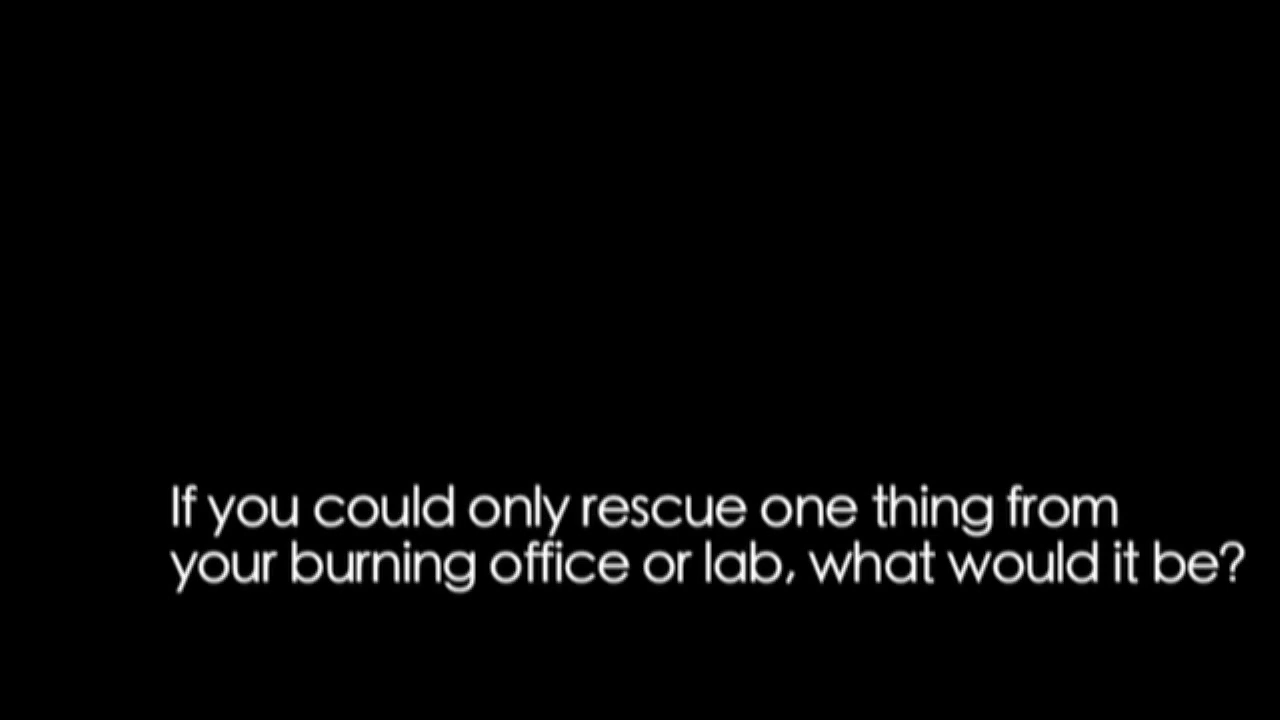 If you could only rescue one thing from
your burning office or lab, what would it be?